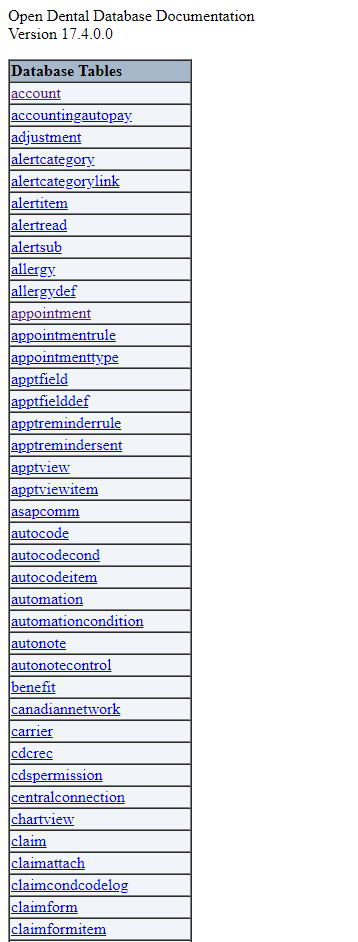 Open Dental Database Documentation
Version 17.4.0.0
Database Tables
account
accountingautopay
adjustment
alertcategory
alertcategorylink
alertitem
alertread
alertsub
allergy
allergydef
appointment
appointmentrule
appointmenttype
apptfield
apptfielddef
apptreminderrule
apptremindersent
apptview
apptviewitem
asapcomm
autocode
autocodecond
autocodeitem
automation
automationcondition
autonote
autonotecontrol
benefit
canadiannetwork
carrier
cdcrec
cdspermission
centralconnection
chartview
claim
claimattach
claimcondcodelog
claimform
claimformitem